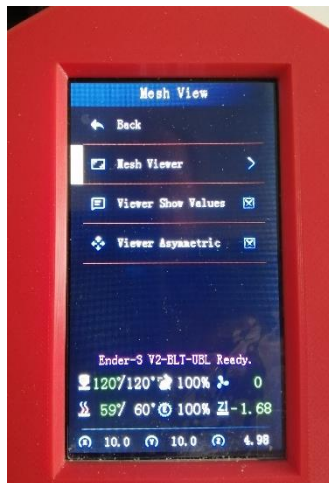 Mesh View
Back
Mesh Viewer
Viewer Show Values
Viewer Asymmetric
Ender-S V2-BLT-UBL Ready.
120°/120° 100% 0
59°/ 60° 100% Z -1.68
X 10.0 Y 10.0 Z 4.98